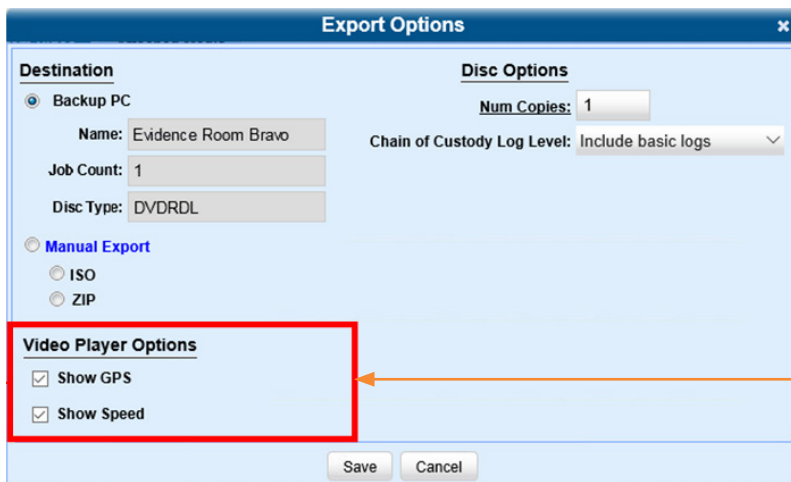 Export Options
Destination
Backup PC
Name: Evidence Room Bravo
Job Count: 1
Disc Type: DVDRDL
Manual Export
ISO
ZIP
Disc Options
Num Copies: 1
Chain of Custody Log Level: Include basic logs
Video Player Options
Show GPS
Show Speed
Save Cancel